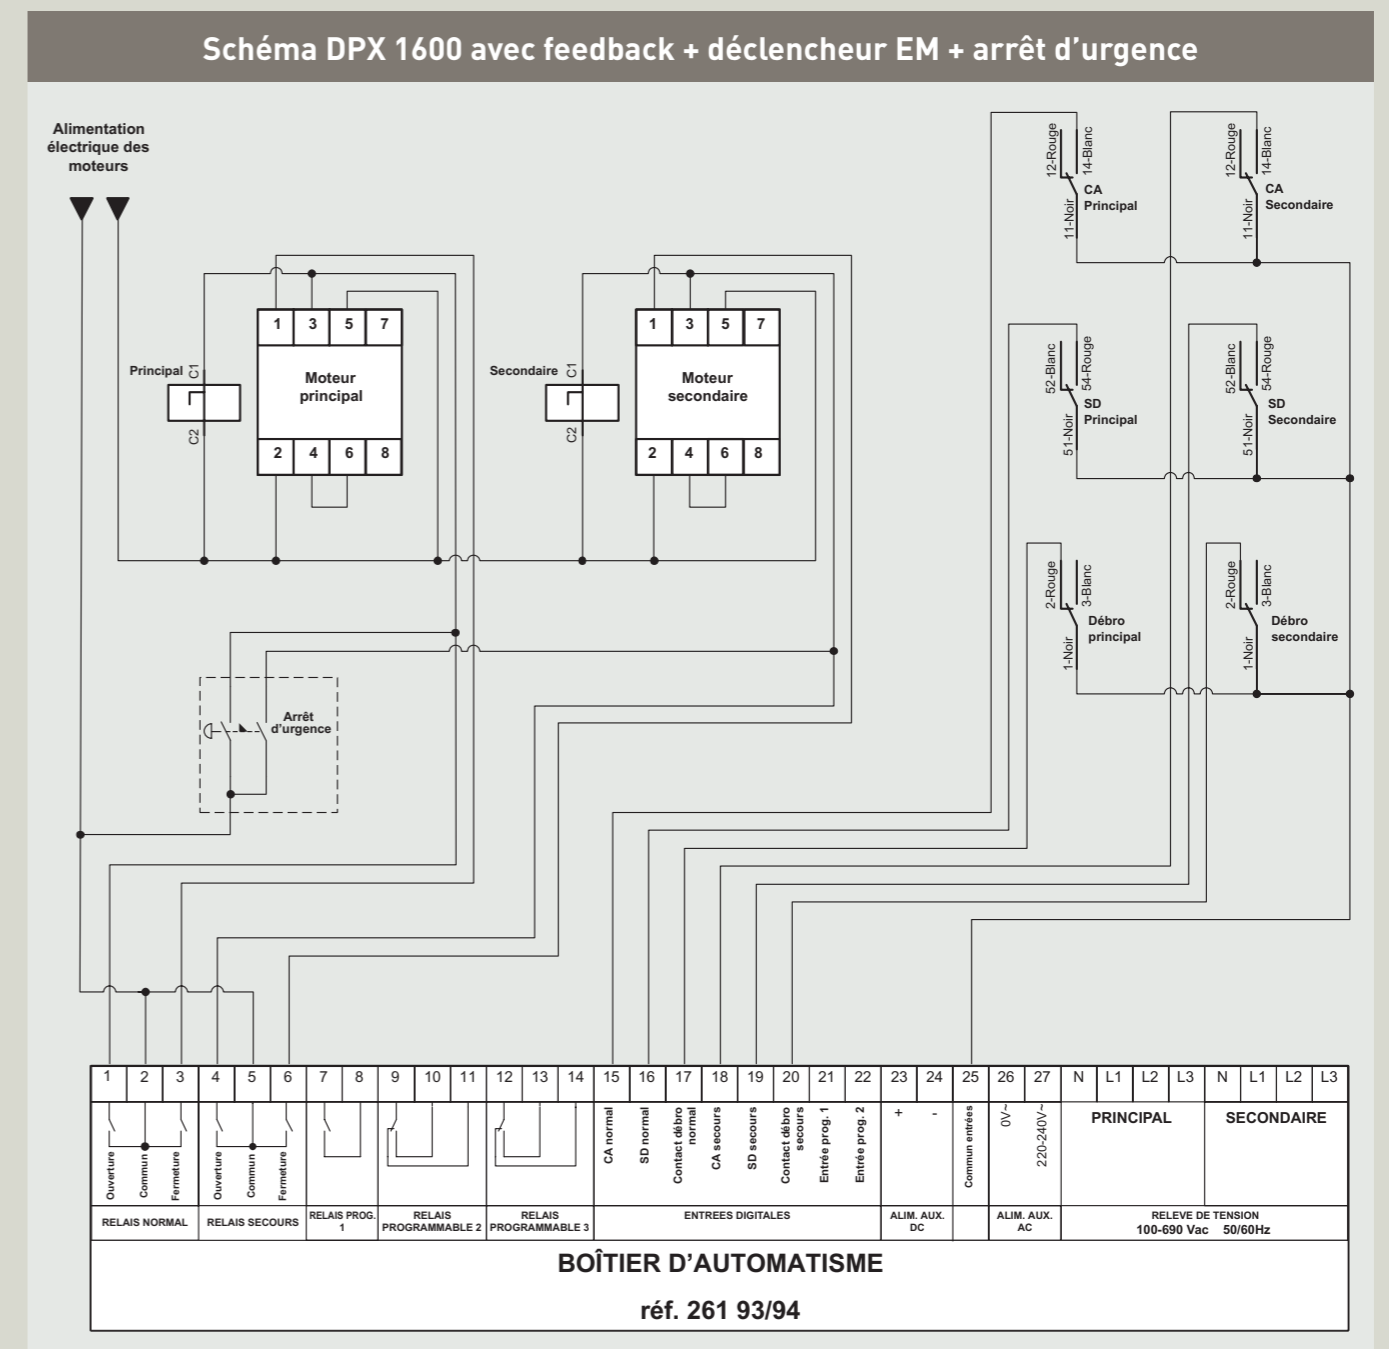 Schéma DPX 1600 avec feedback + déclencheur EM + arrêt d'urgence
Alimentation
électrique des
moteurs
12-Rouge
14-Blanc
11-Noir
CA
Principal
12-Rouge
14-Blanc
11-Noir
CA
Secondaire
1 3 5 7
Moteur
principal
2 4 6 8
Principal
C1
C2
1 3 5 7
Moteur
secondaire
2 4 6 8
Secondaire
C1
C2
52-Blanc
54-Rouge
51-Noir
SD
Principal
52-Blanc
54-Rouge
51-Noir
SD
Secondaire
2-Rouge
3-Blanc
1-Noir
Débro
principal
2-Rouge
3-Blanc
1-Noir
Débro
secondaire
Arrêt
d'urgence
1 2 3 4 5 6 7 8 9 10 11 12 13 14 15 16 17 18 19 20 21 22 23 24 25 26 27 N L1 L2 L3 N L1 L2 L3
Ouverture
Commun
Fermeture
Ouverture
Commun
Fermeture
CA normal
SD normal
Contact débro
normal
CA secours
SD secours
Contact débro
secours
Entrée prog. 1
Entrée prog. 2
+ -
Commun entrées
0V~
220-240V~
PRINCIPAL
SECONDAIRE
RELAIS NORMAL
RELAIS SECOURS
RELAIS PROG.
1
RELAIS
PROGRAMMABLE 2
RELAIS
PROGRAMMABLE 3
ENTREES DIGITALES
ALIM. AUX.
DC
ALIM. AUX.
AC
RELEVE DE TENSION
100-690 Vac 50/60Hz
BOÎTIER D'AUTOMATISME
réf. 261 93/94